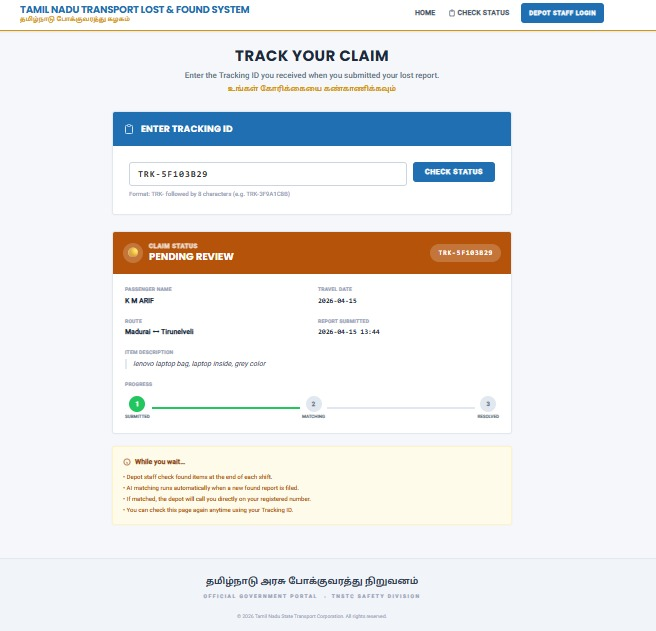 TAMIL NADU TRANSPORT LOST & FOUND SYSTEM
தமிழ்நாடு போக்குவரத்து கழகம்
HOME
CHECK STATUS
DEPOT STAFF LOGIN
TRACK YOUR CLAIM
Enter the Tracking ID you received when you submitted your lost report.
உங்கள் கோரிக்கையை கண்காணிக்கவும்
ENTER TRACKING ID
TRK-5F103B29
CHECK STATUS
Format: TRK- followed by 8 characters (e.g. TRK-3F9A1CB8)
CLAIM STATUS
PENDING REVIEW
TRK-5F103B29
PASSENGER NAME
K M ARIF
TRAVEL DATE
2026-04-15
ROUTE
Madurai ↔ Tirunelveli
REPORT SUBMITTED
2026-04-15 13:44
ITEM DESCRIPTION
lenovo laptop bag, laptop inside, grey color
PROGRESS
1
SUBMITTED
2
MATCHING
3
RESOLVED
While you wait...
• Depot staff check found items at the end of each shift.
• AI matching runs automatically when a new found report is filed.
• If matched, the depot will call you directly on your registered number.
• You can check this page again anytime using your Tracking ID.
தமிழ்நாடு அரசு போக்குவரத்து நிறுவனம்
OFFICIAL GOVERNMENT PORTAL • TNSTC SAFETY DIVISION
© 2026 Tamil Nadu State Transport Corporation. All rights reserved.